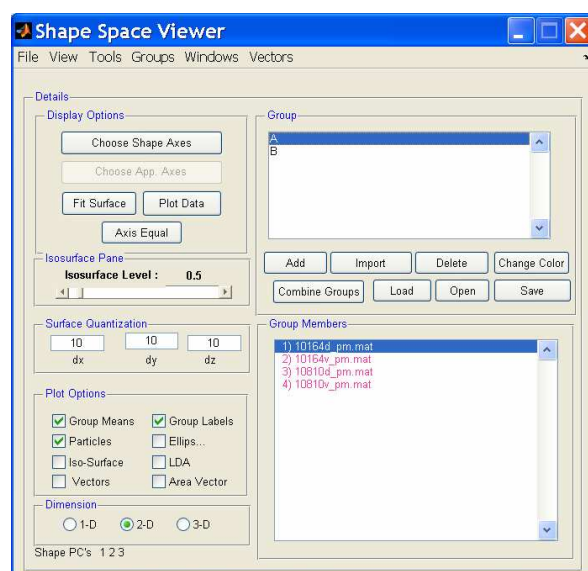 Shape Space Viewer
File View Tools Groups Windows Vectors
Details
Display Options
Choose Shape Axes
Choose App. Axes
Fit Surface Plot Data
Axis Equal
Group
A
B
Add Import Delete Change Color
Combine Groups Load Open Save
Isosurface Pane
Isosurface Level : 0.5
Surface Quantization
10 10 10
dx dy dz
Group Members
1) 10164d_pm.mat
2) 10164v_pm.mat
3) 10810d_pm.mat
4) 10810v_pm.mat
Plot Options
Group Means Group Labels
Particles Ellips...
Iso-Surface LDA
Vectors Area Vector
Dimension
1-D 2-D 3-D
Shape PC's 1 2 3